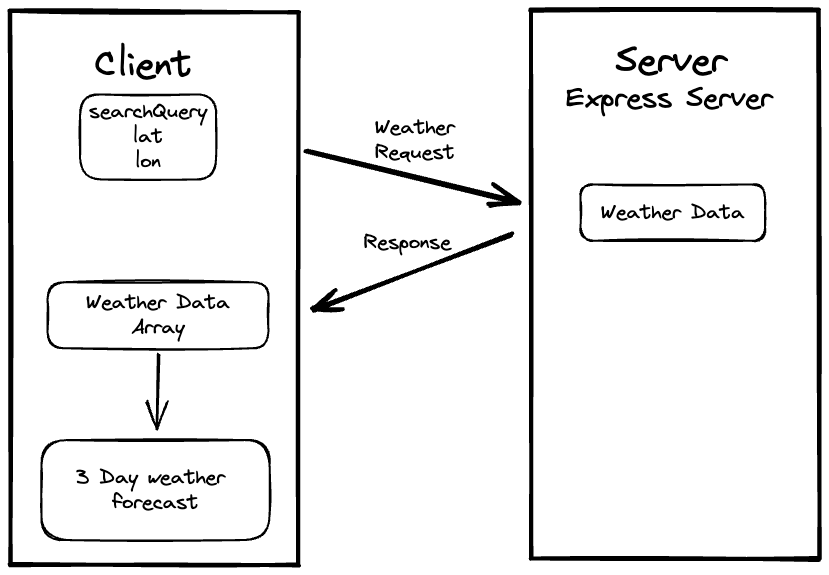 Client
searchQuery
lat
lon
Weather
Request
Response
Weather Data
Array
3 Day weather
forecast
Server
Express Server
Weather Data